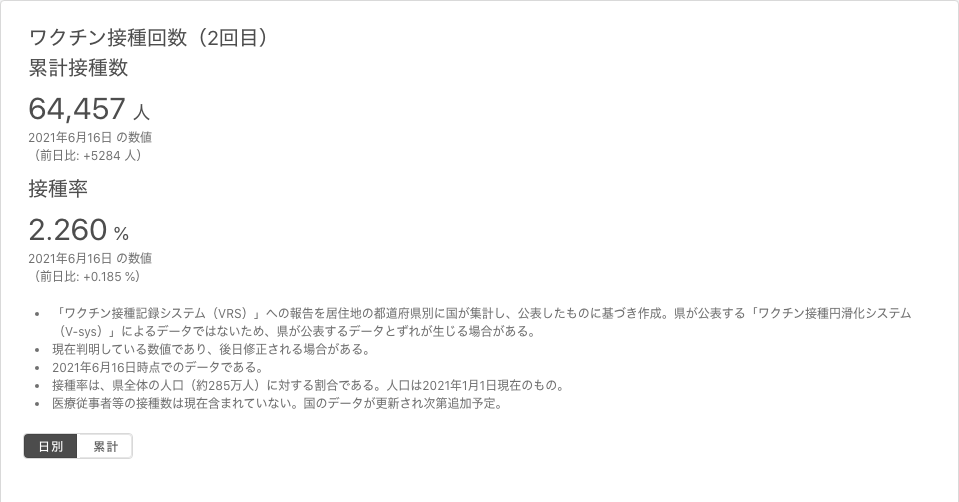 ワクチン接種回数（2回目）
累計接種数
64,457 人
2021年6月16日 の数値
（前日比: +5284 人）
接種率
2.260 %
2021年6月16日 の数値
（前日比: +0.185 %）
• 「ワクチン接種記録システム（VRS）」への報告を居住地の都道府県別に国が集計し、公表したものに基づき作成。県が公表する「ワクチン接種円滑化システム
（V-sys）」によるデータではないため、県が公表するデータとずれが生じる場合がある。
• 現在判明している数値であり、後日修正される場合がある。
• 2021年6月16日時点でのデータである。
• 接種率は、県全体の人口（約285万人）に対する割合である。人口は2021年1月1日現在のもの。
• 医療従事者等の接種数は現在含まれていない。国のデータが更新され次第追加予定。
日別 累計